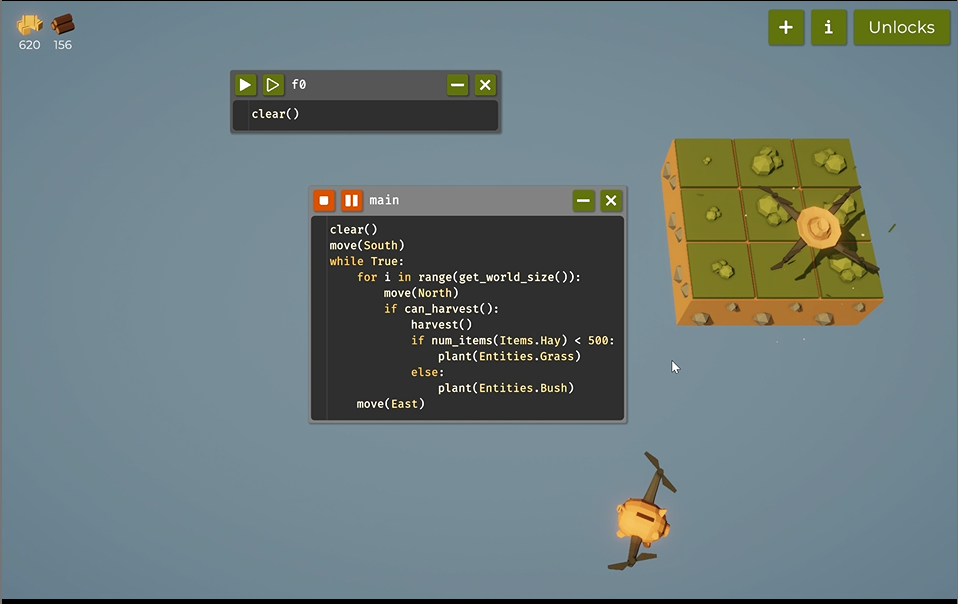 620 156
+ i Unlocks
f0
clear()
main
clear()
move(South)
while True:
    for i in range(get_world_size()):
        move(North)
        if can_harvest():
            harvest()
            if num_items(Items.Hay) < 500:
                plant(Entities.Grass)
            else:
                plant(Entities.Bush)
    move(East)